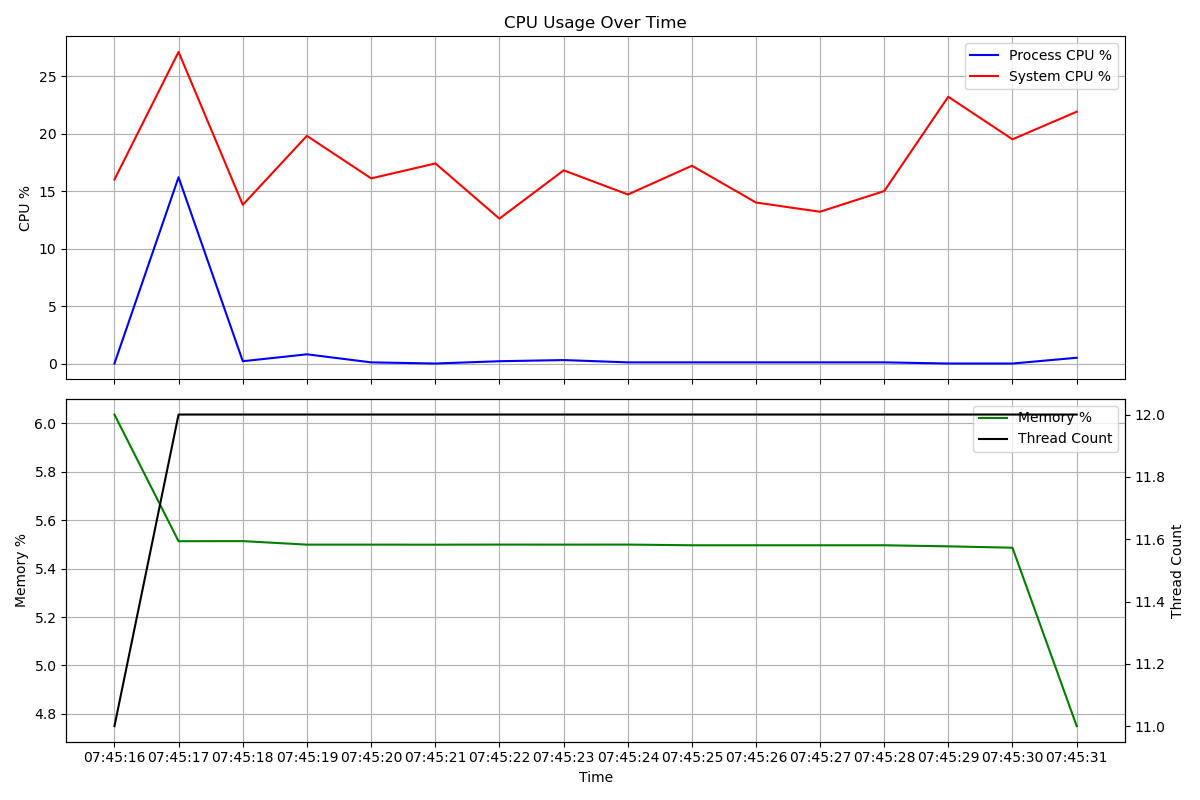 CPU Usage Over Time
Process CPU %
System CPU %
25
20
15
10
5
0
CPU %
Memory %
Thread Count
6.0
5.8
5.6
5.4
5.2
5.0
4.8
Memory %
12.0
11.8
11.6
11.4
11.2
11.0
Thread Count
07:45:16 07:45:17 07:45:18 07:45:19 07:45:20 07:45:21 07:45:22 07:45:23 07:45:24 07:45:25 07:45:26 07:45:27 07:45:28 07:45:29 07:45:30 07:45:31
Time